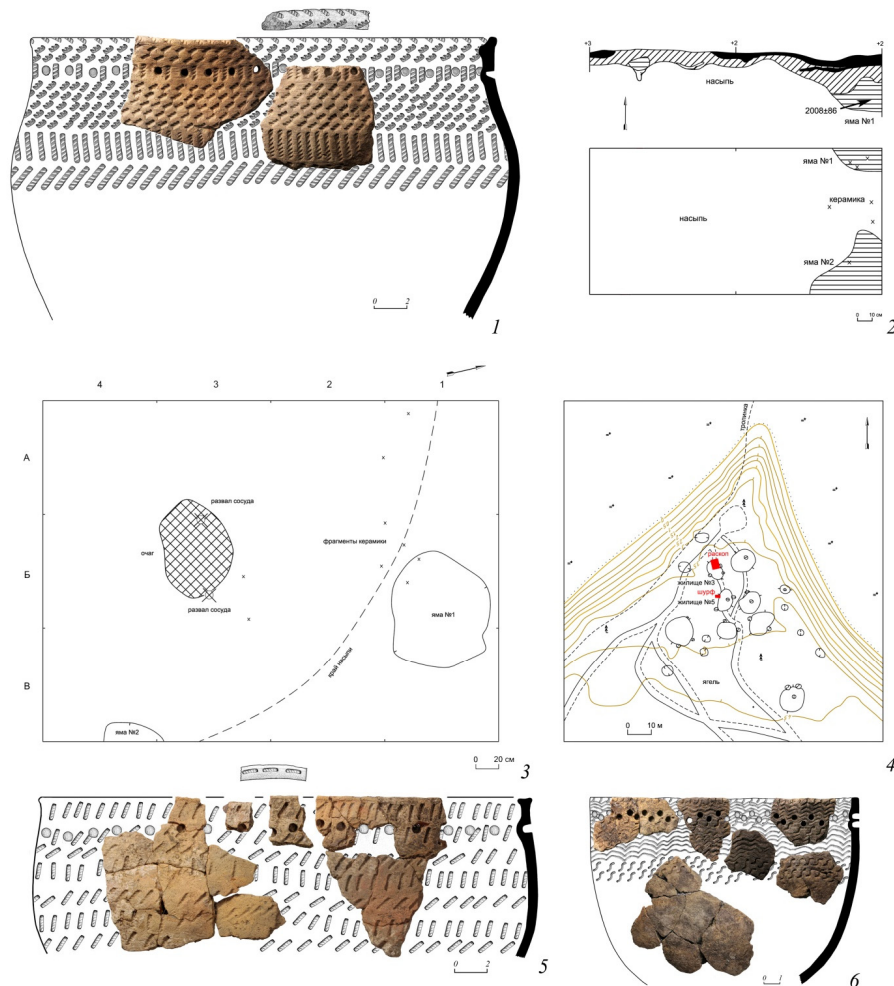 0 2
1
+3 +2 +2
насыпь
2008±86
яма №1
яма №1
керамика
насыпь
яма №2
0 10 см
2
4 3 2 1
А
развал сосуда
фрагменты керамики
очаг
Б
развал сосуда
яма №1
край насыпи
В
яма №2
0 20 см
3
тропинка
раскоп
жилище №3
шурф
жилище №5
ягель
0 10 м
4
0 2
5
0 1
6